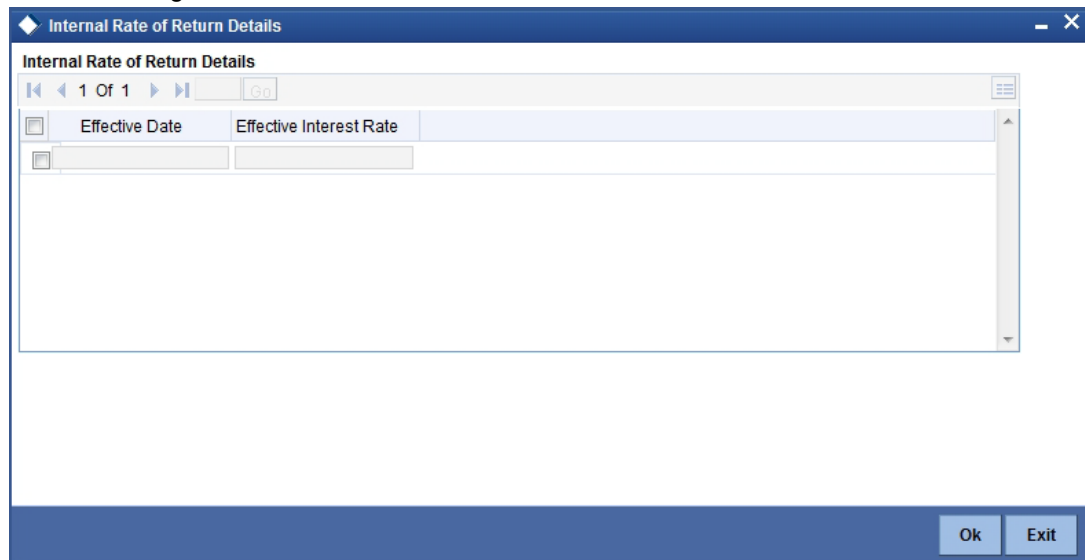 Internal Rate of Return Details
Internal Rate of Return Details
1 Of 1 Go
Effective Date Effective Interest Rate
Ok Exit